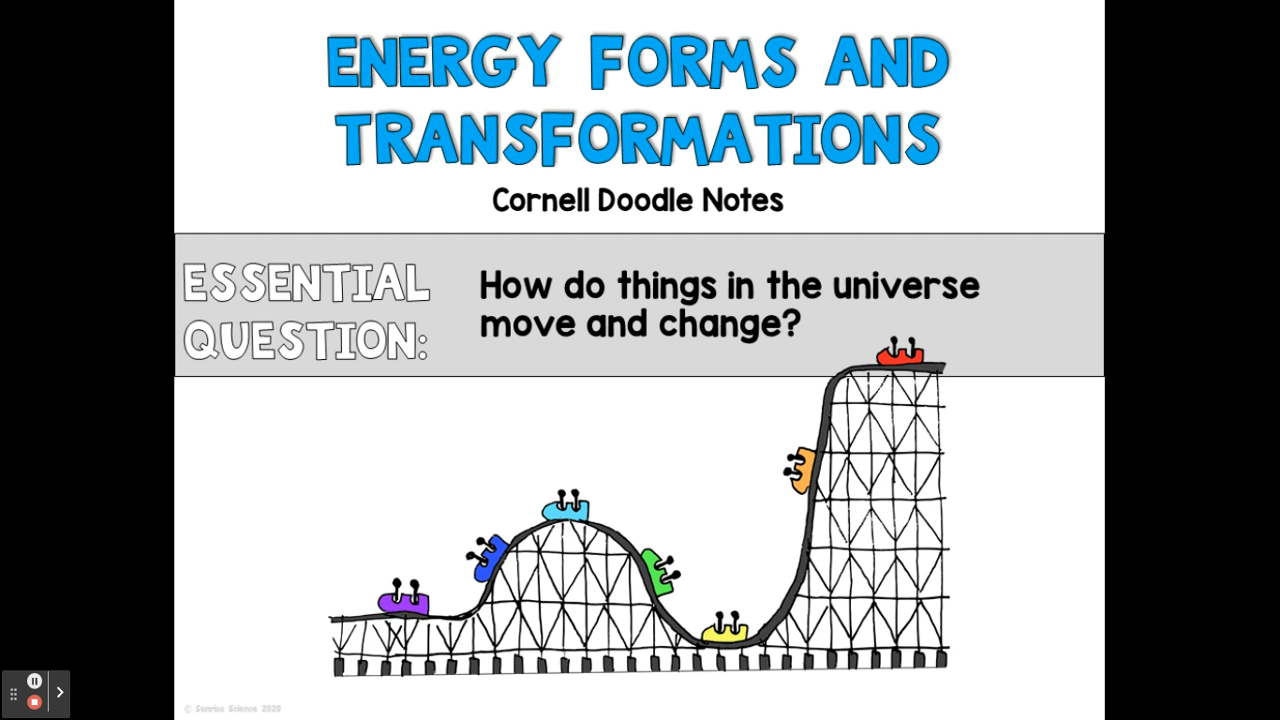 ENERGY FORMS AND
TRANSFORMATIONS
Cornell Doodle Notes
ESSENTIAL
QUESTION:
How do things in the universe
move and change?
© Sunrise Science 2020